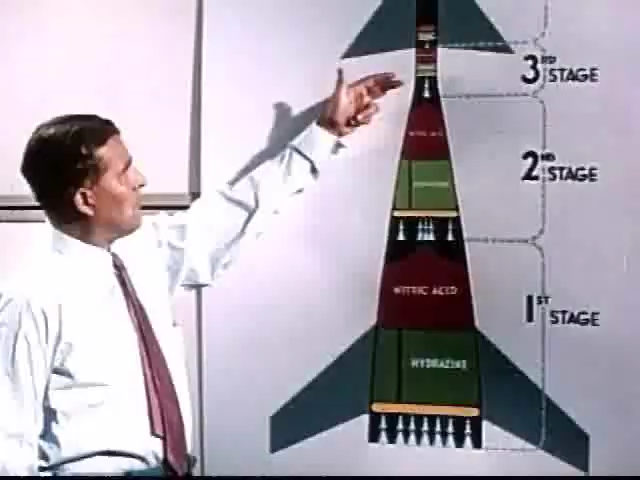 3RD STAGE
2ND STAGE
NITRIC ACID
1ST STAGE
HYDRAZINE